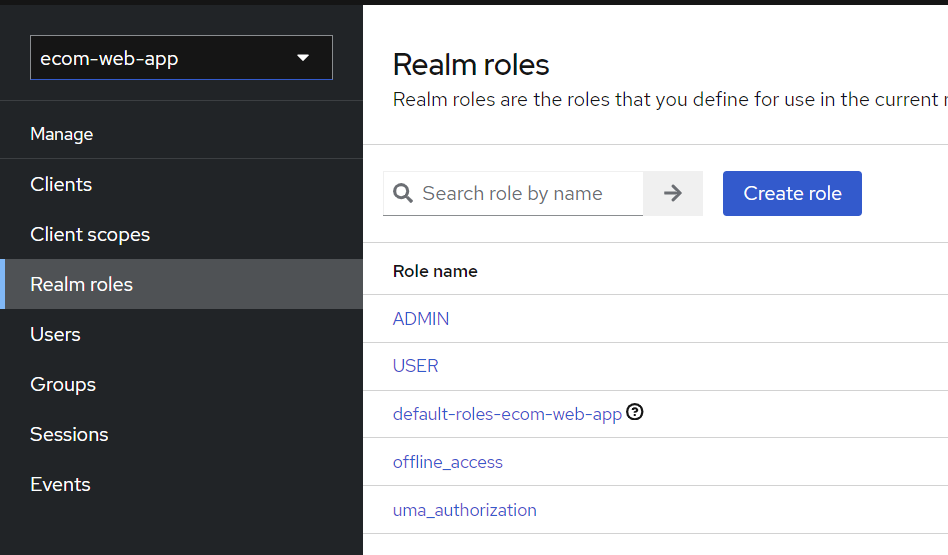 ecom-web-app
Manage
Clients
Client scopes
Realm roles
Users
Groups
Sessions
Events
Realm roles
Realm roles are the roles that you define for use in the current
Search role by name
Create role
Role name
ADMIN
USER
default-roles-ecom-web-app
offline_access
uma_authorization